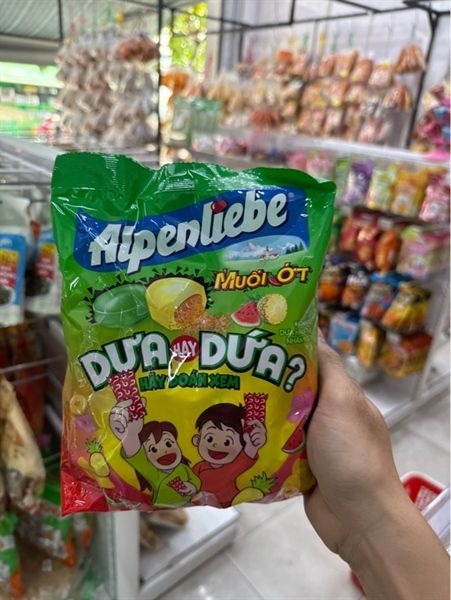 Alpenliebe
MUỐI ỚT
DƯA HAY DỨA?
HÃY ĐOÁN XEM